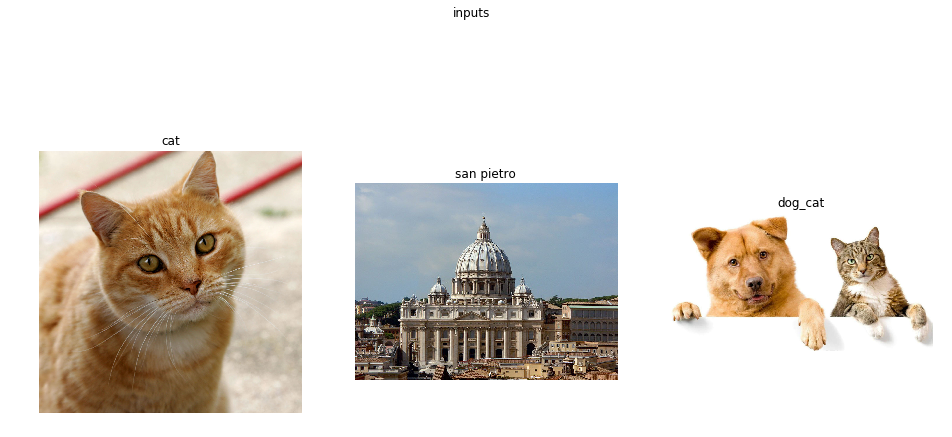 inputs
cat
san pietro
dog_cat